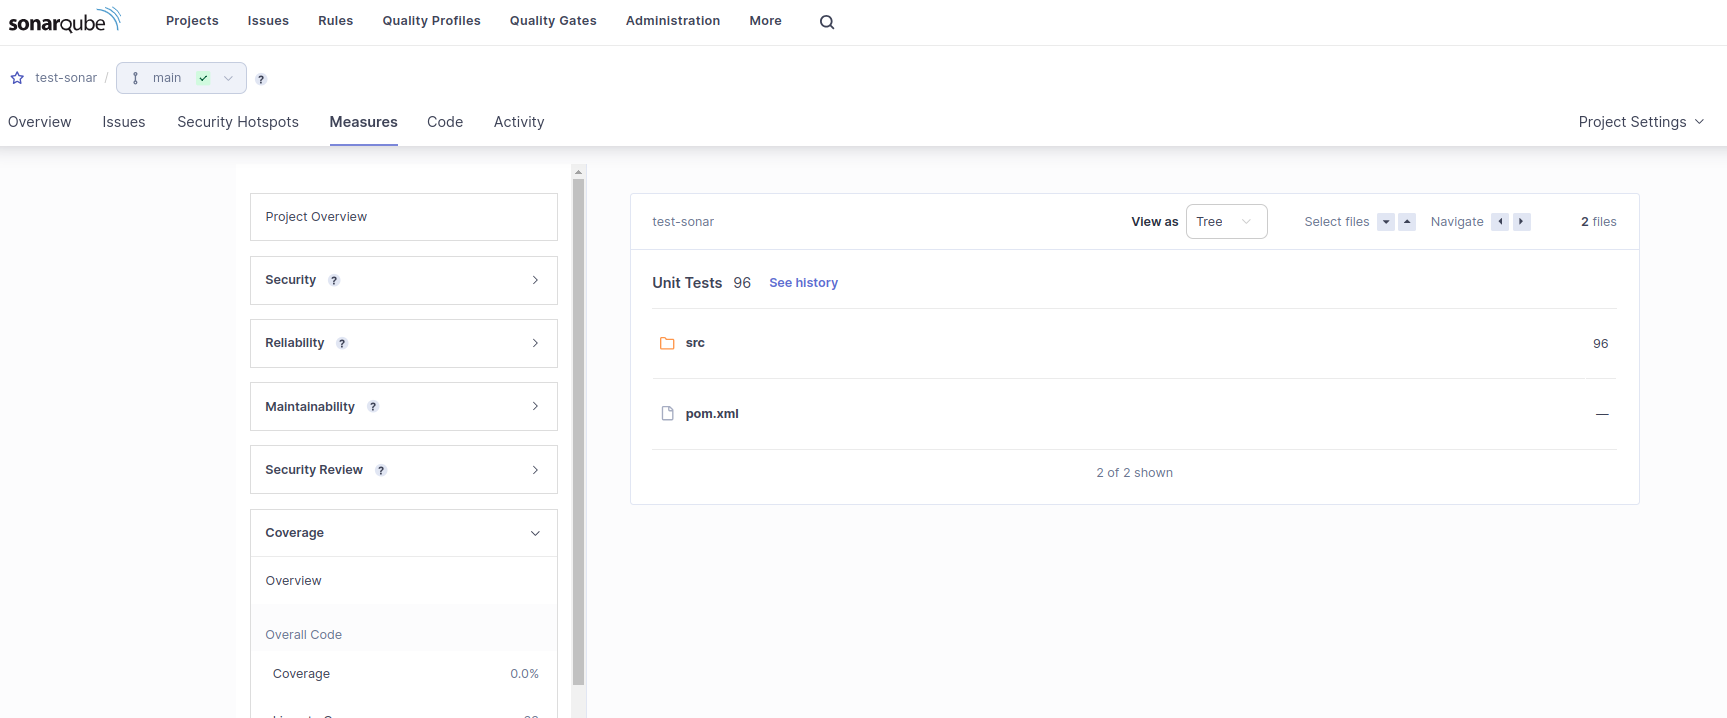 sonarqube Projects Issues Rules Quality Profiles Quality Gates Administration More
test-sonar / main ?
Overview Issues Security Hotspots Measures Code Activity Project Settings
Project Overview
Security ?
Reliability ?
Maintainability ?
Security Review ?
Coverage
Overview
Overall Code
Coverage 0.0%
test-sonar View as Tree Select files Navigate 2 files
Unit Tests 96 See history
src 96
pom.xml —
2 of 2 shown